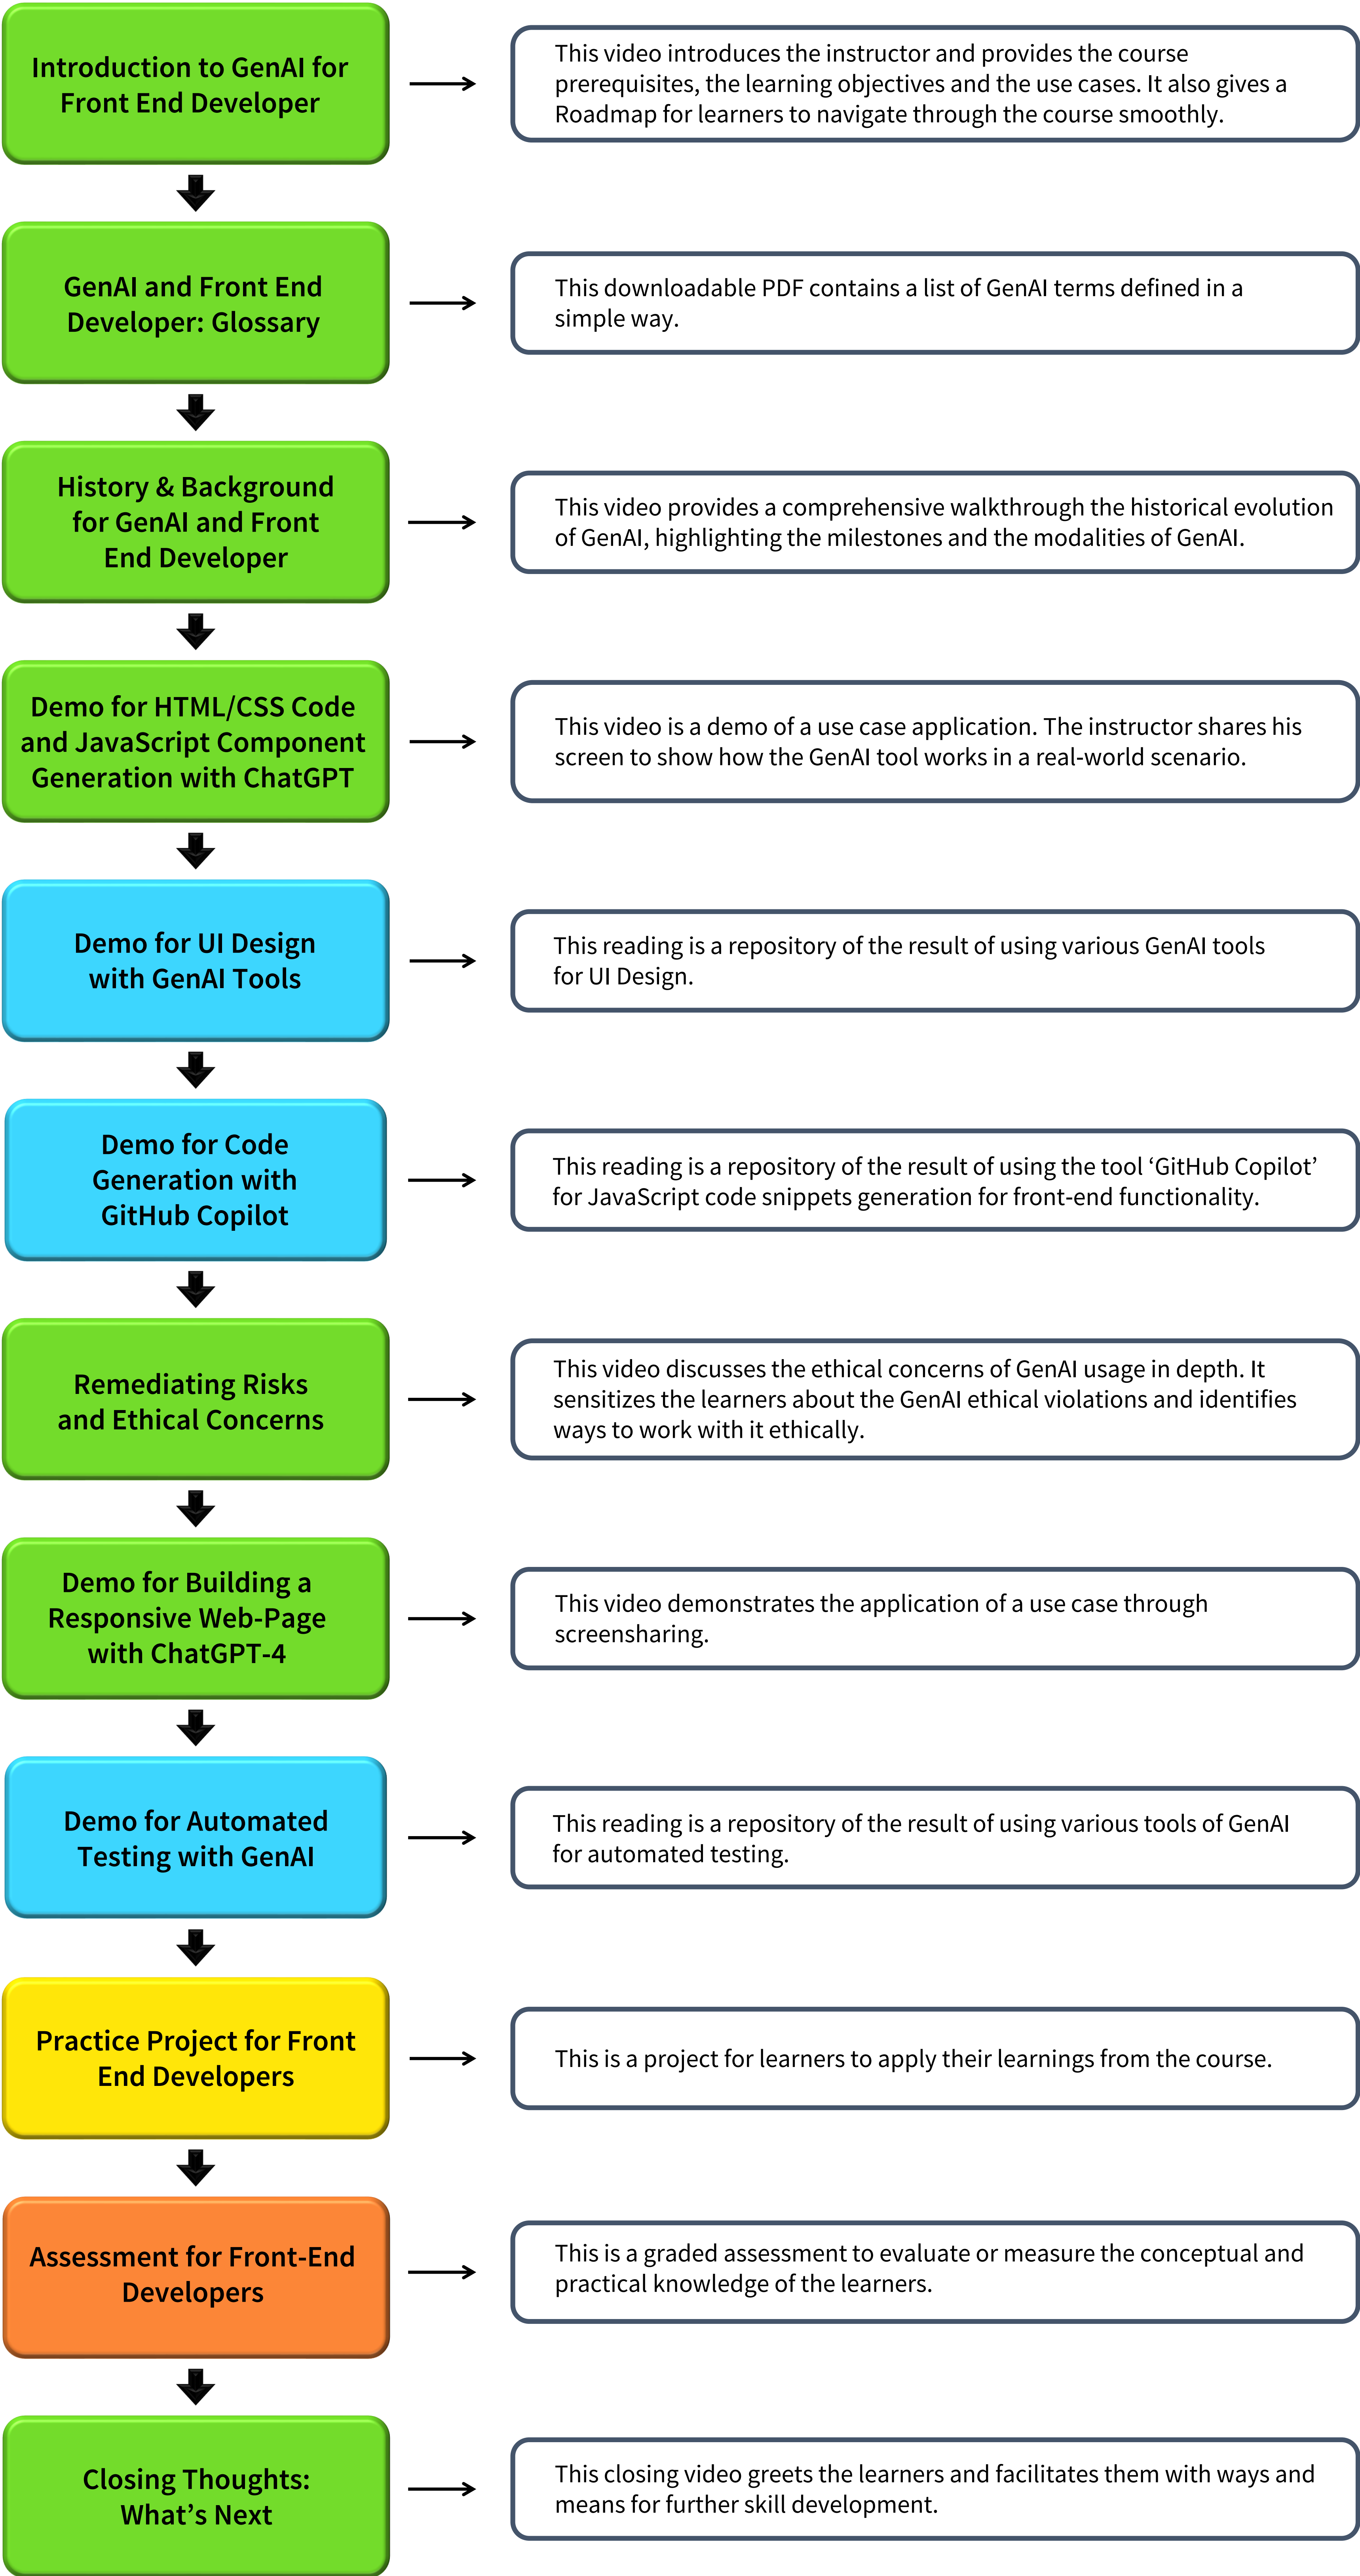 Introduction to GenAI for
Front End Developer
This video introduces the instructor and provides the course
prerequisites, the learning objectives and the use cases. It also gives a
Roadmap for learners to navigate through the course smoothly.
GenAI and Front End
Developer: Glossary
This downloadable PDF contains a list of GenAI terms defined in a
simple way.
History & Background
for GenAI and Front
End Developer
This video provides a comprehensive walkthrough the historical evolution
of GenAI, highlighting the milestones and the modalities of GenAI.
Demo for HTML/CSS Code
and JavaScript Component
Generation with ChatGPT
This video is a demo of a use case application. The instructor shares his
screen to show how the GenAI tool works in a real-world scenario.
Demo for UI Design
with GenAI Tools
This reading is a repository of the result of using various GenAI tools
for UI Design.
Demo for Code
Generation with
GitHub Copilot
This reading is a repository of the result of using the tool ‘GitHub Copilot’
for JavaScript code snippets generation for front-end functionality.
Remediating Risks
and Ethical Concerns
This video discusses the ethical concerns of GenAI usage in depth. It
sensitizes the learners about the GenAI ethical violations and identifies
ways to work with it ethically.
Demo for Building a
Responsive Web-Page
with ChatGPT-4
This video demonstrates the application of a use case through
screensharing.
Demo for Automated
Testing with GenAI
This reading is a repository of the result of using various tools of GenAI
for automated testing.
Practice Project for Front
End Developers
This is a project for learners to apply their learnings from the course.
Assessment for Front-End
Developers
This is a graded assessment to evaluate or measure the conceptual and
practical knowledge of the learners.
Closing Thoughts:
What’s Next
This closing video greets the learners and facilitates them with ways and
means for further skill development.